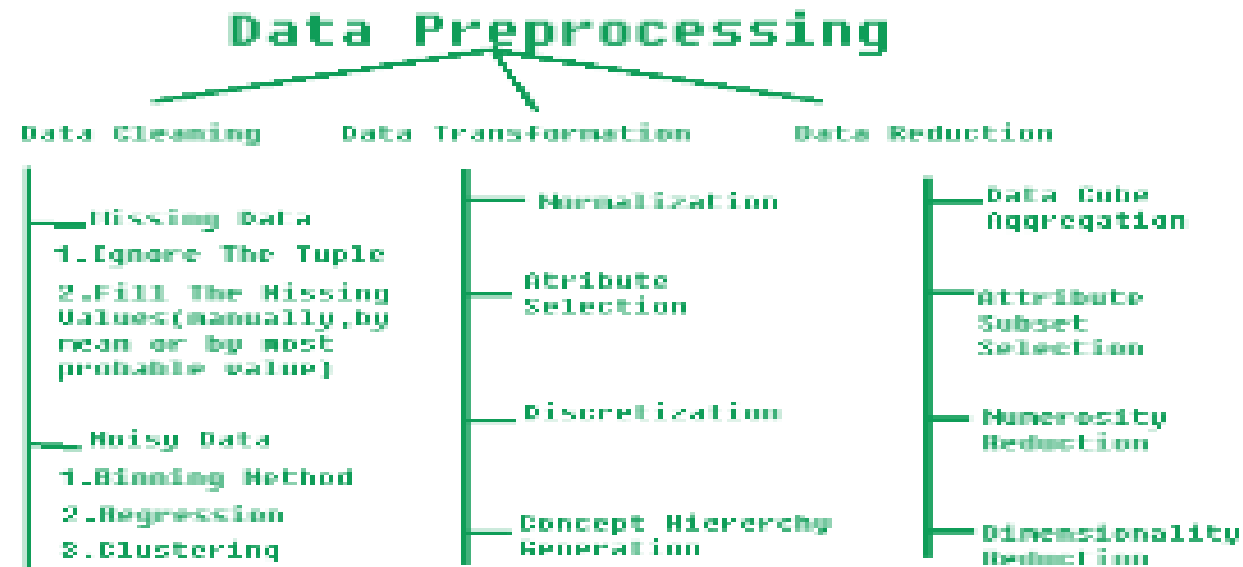 Data Preprocessing
Data Cleaning
Data Transformation
Data Reduction
Missing Data
1.Ignore The Tuple
2.Fill The Missing
Values(manually,by
mean or by most
probable value)
Noisy Data
1.Binning Method
2.Regression
3.Clustering
Normalization
Atribute
Selection
Discretization
Concept Hiererchy
Generation
Data Cube
Aggregation
Attribute
Subset
Selection
Numerosity
Reduction
Dimensionality
Reduction